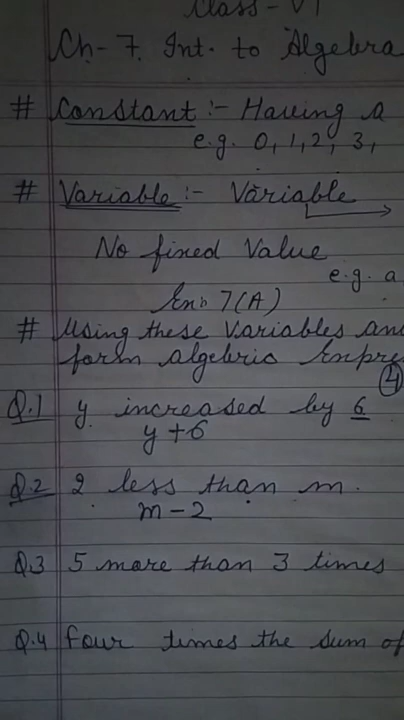 Class - VI
Ch- 7. Int. to Algebra
# Constant :- Having a
e.g. 0, 1, 2, 3,
# Variable :- Variable
No fixed Value
e.g. a
Exn 7(A)
# Using these Variables and
form algebric Expre
4
Q.1 y increased by 6
y + 6
Q.2 2 less than m.
m - 2
Q.3 5 more than 3 times
Q.4 four times the sum of